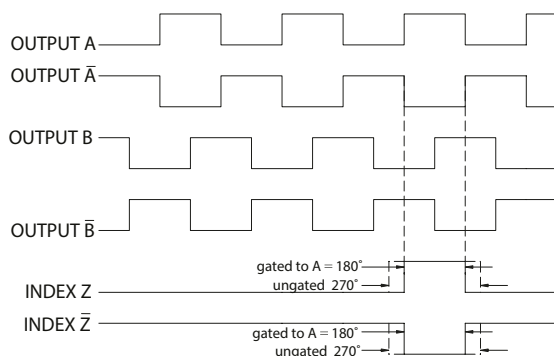 OUTPUT A
OUTPUT A̅
OUTPUT B
OUTPUT B̅
gated to A = 180°
ungated 270°
INDEX Z
INDEX Z̅
gated to A = 180°
ungated 270°